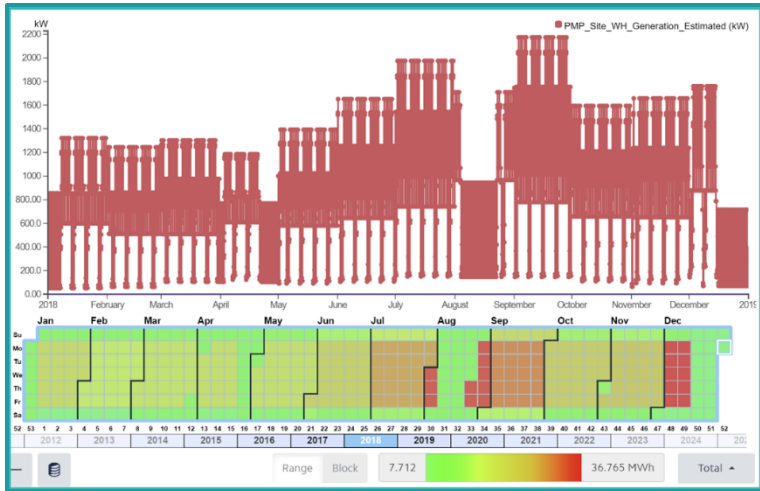 kW
PMP_Site_WH_Generation_Estimated (kW)
2200
2000
1800
1600
1400
1200
1000
800.00
600.0
400.00
200.00
0.00
2018 February March April May June July August September October November December 2019
Jan Feb Mar Apr May Jun Jul Aug Sep Oct Nov Dec
Su
Mo
Tu
We
Th
Fr
Sa
52 53 1 2 3 4 5 6 7 8 9 10 11 12 13 14 15 16 17 18 19 20 21 22 23 24 25 26 27 28 29 30 31 32 33 34 35 36 37 38 39 40 41 42 43 44 45 46 47 48 49 50 51 52
2012 2013 2014 2015 2016 2017 2018 2019 2020 2021 2022 2023 2024
Range Block 7.712 36.765 MWh Total